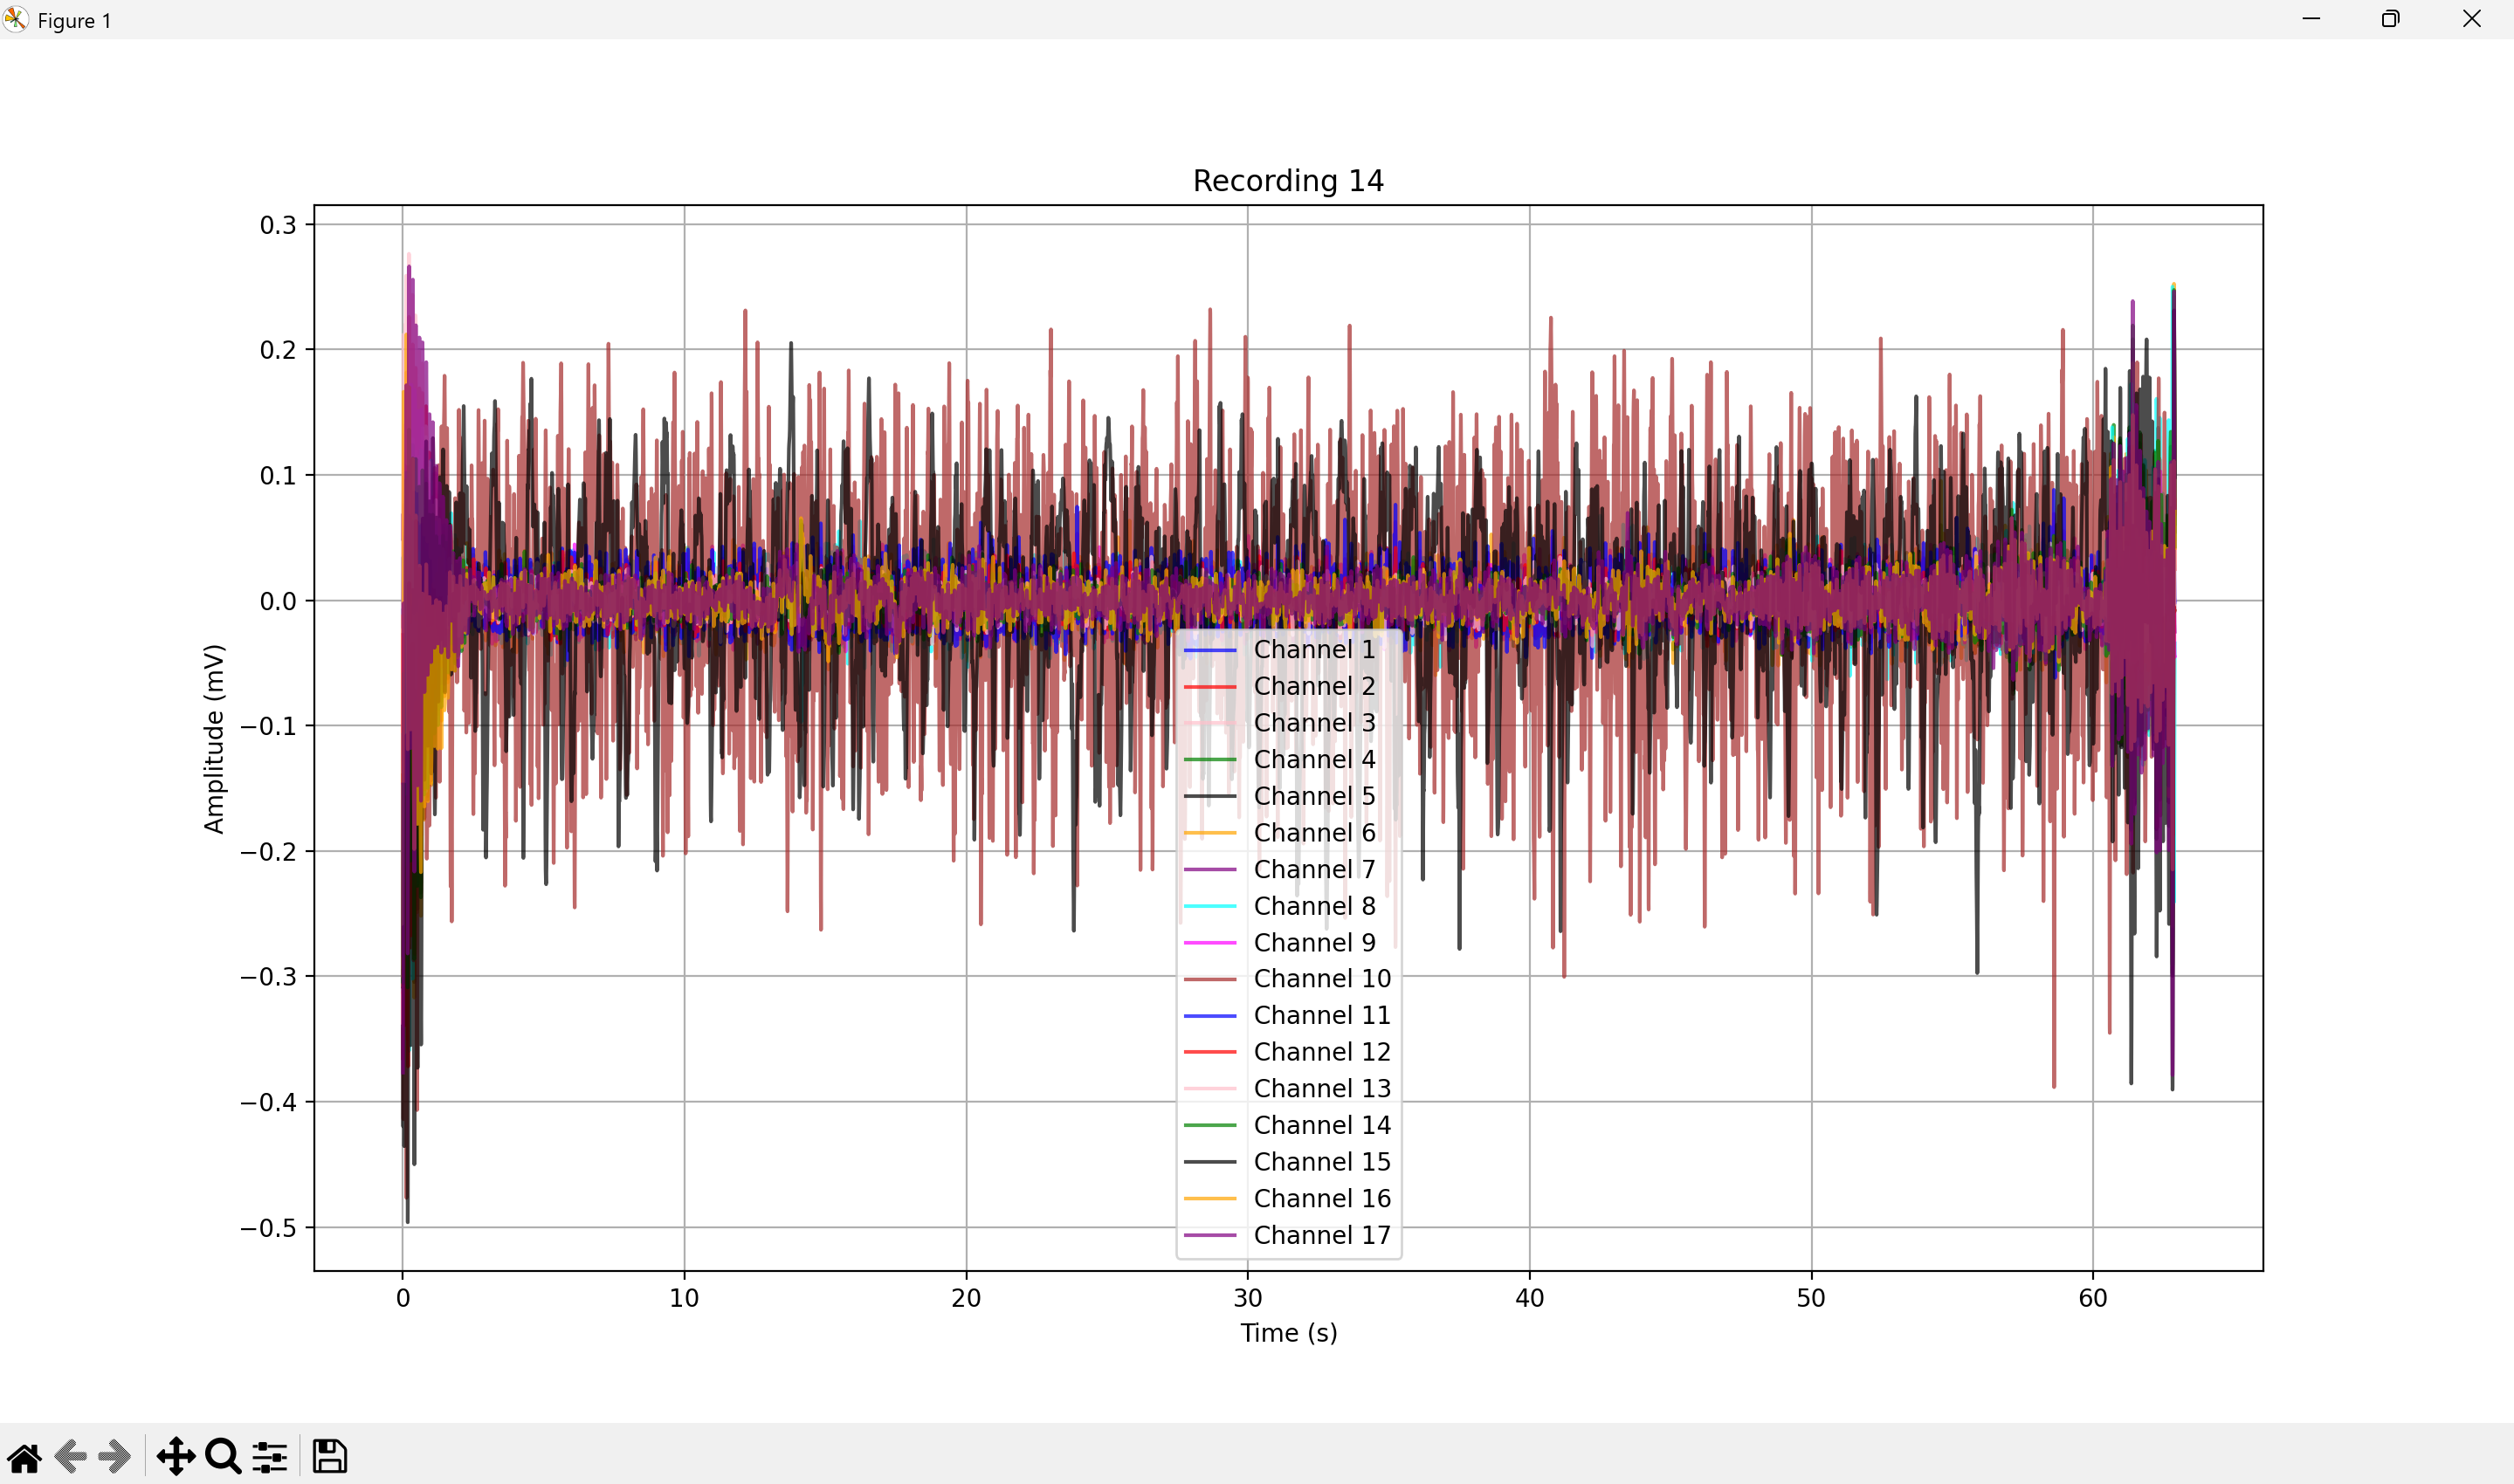 Figure 1
Recording 14
0.3
0.2
0.1
0.0
−0.1
−0.2
−0.3
−0.4
−0.5
Amplitude (mV)
Channel 1
Channel 2
Channel 3
Channel 4
Channel 5
Channel 6
Channel 7
Channel 8
Channel 9
Channel 10
Channel 11
Channel 12
Channel 13
Channel 14
Channel 15
Channel 16
Channel 17
0 10 20 30 40 50 60
Time (s)